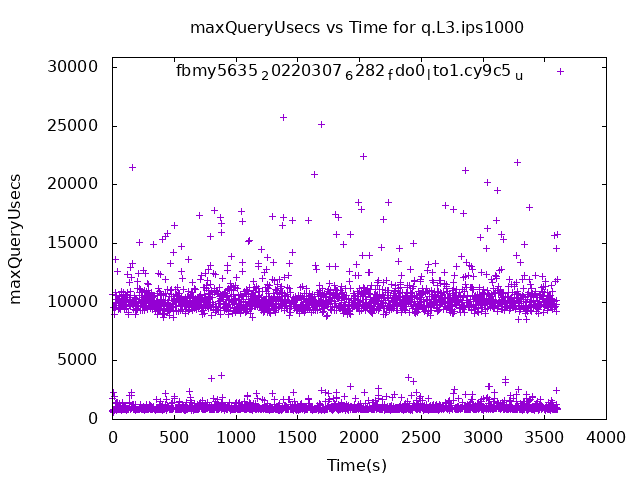 maxQueryUsecs vs Time for q.L3.ips1000
fbmy5635₂0220307₆282_fdo0_lto1.cy9c5_u
maxQueryUsecs
30000
25000
20000
15000
10000
5000
0
0 500 1000 1500 2000 2500 3000 3500 4000
Time(s)